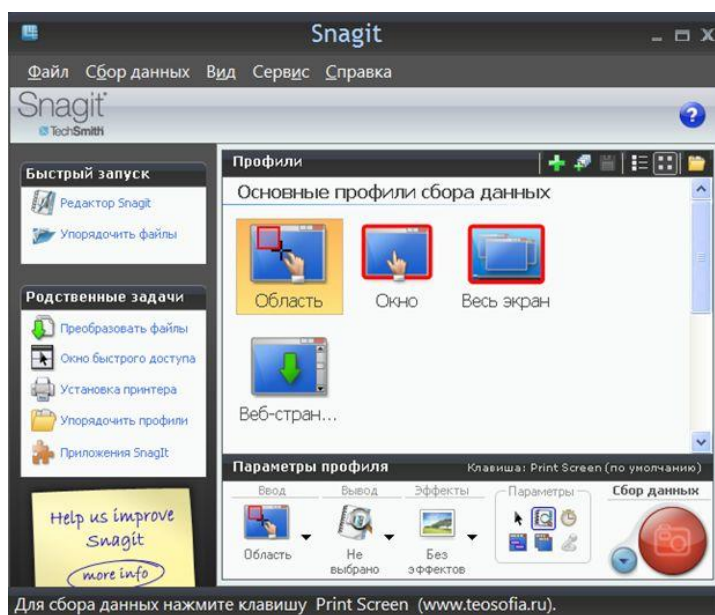 Snagit
Файл Сбор данных Вид Сервис Справка
Snagit
TechSmith
Быстрый запуск
Редактор Snagit
Упорядочить файлы
Родственные задачи
Преобразовать файлы
Окно быстрого доступа
Установка принтера
Упорядочить профили
Приложения SnagIt
Help us improve
Snagit
more info
Профили
Основные профили сбора данных
Область Окно Весь экран
Веб-стран...
Параметры профиля Клавиша: Print Screen (по умолчанию)
Ввод Вывод Эффекты Параметры Сбор данных
Область Не выбрано Без эффектов
Для сбора данных нажмите клавишу Print Screen (www.teosofia.ru).